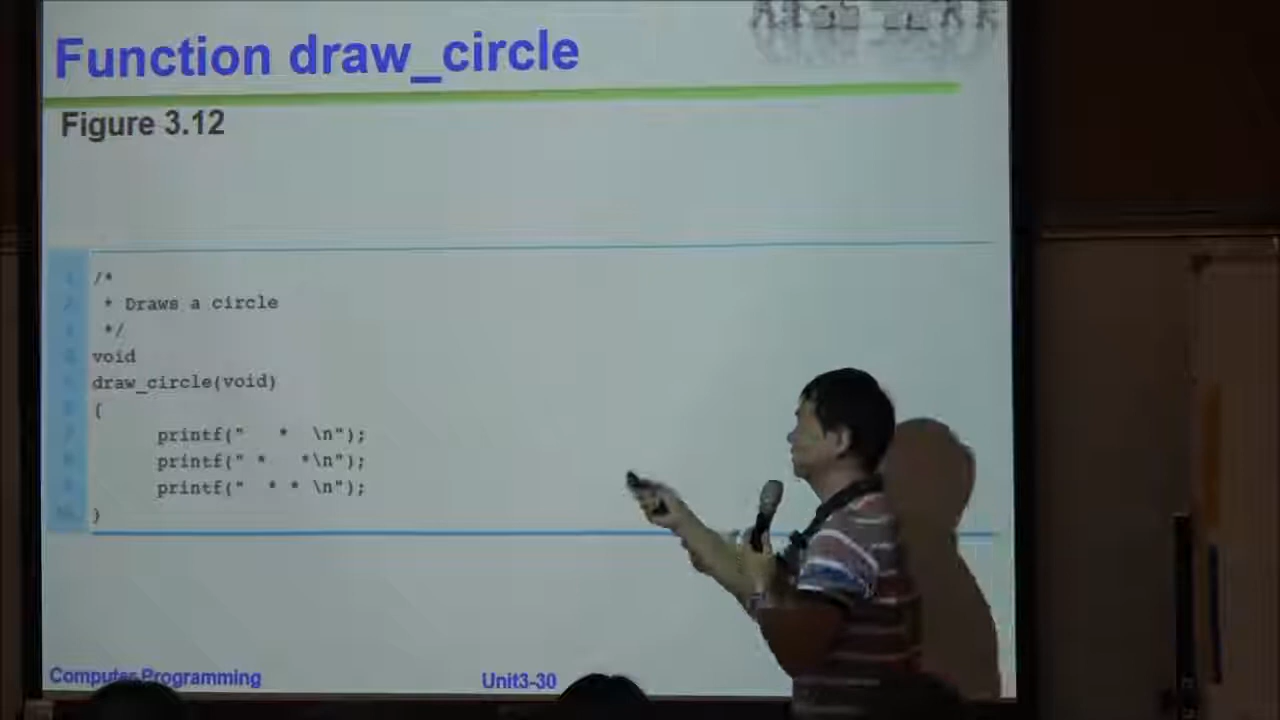 Function draw_circle
Figure 3.12
/*
 * Draws a circle
 */
void
draw_circle(void)
{
      printf("   *  \n");
      printf(" *   *\n");
      printf("  * * \n");
}
Computer Programming
Unit3-30